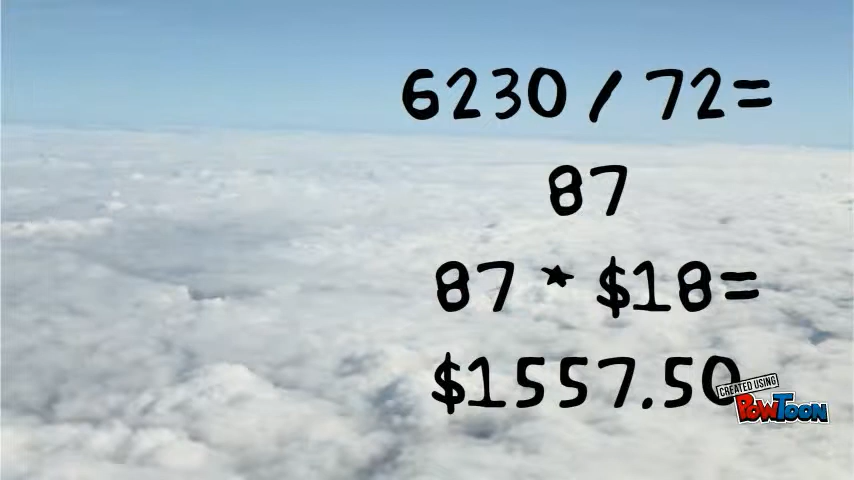 6230 / 72=
87
87 * $18=
$1557.50
CREATED USING
POWTOON